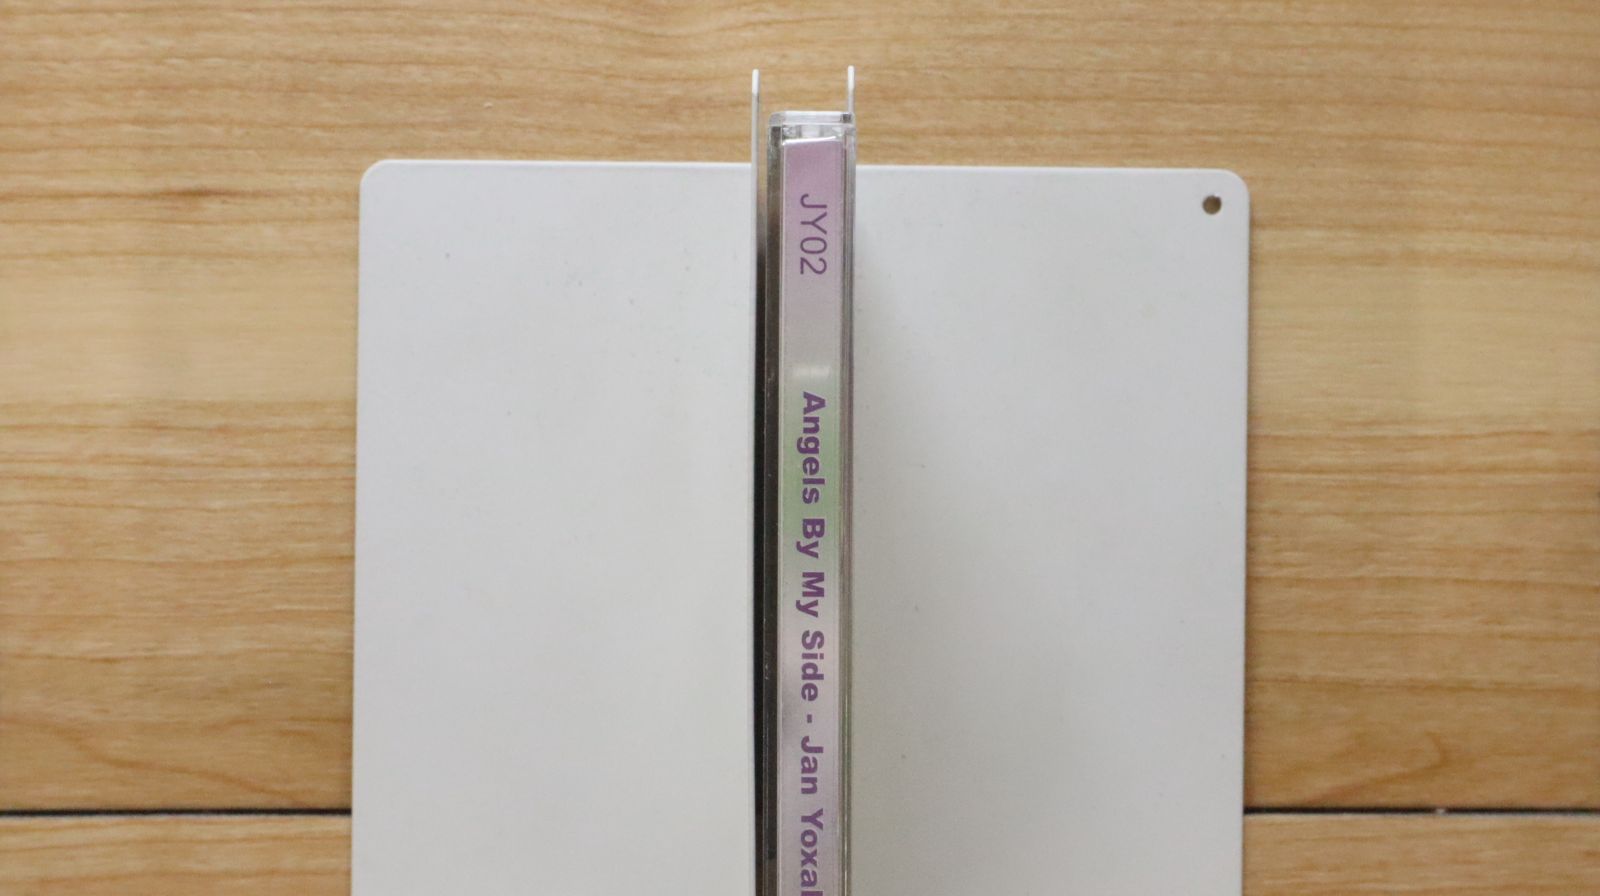 JY02
Angels By My Side - Jan Yoxal